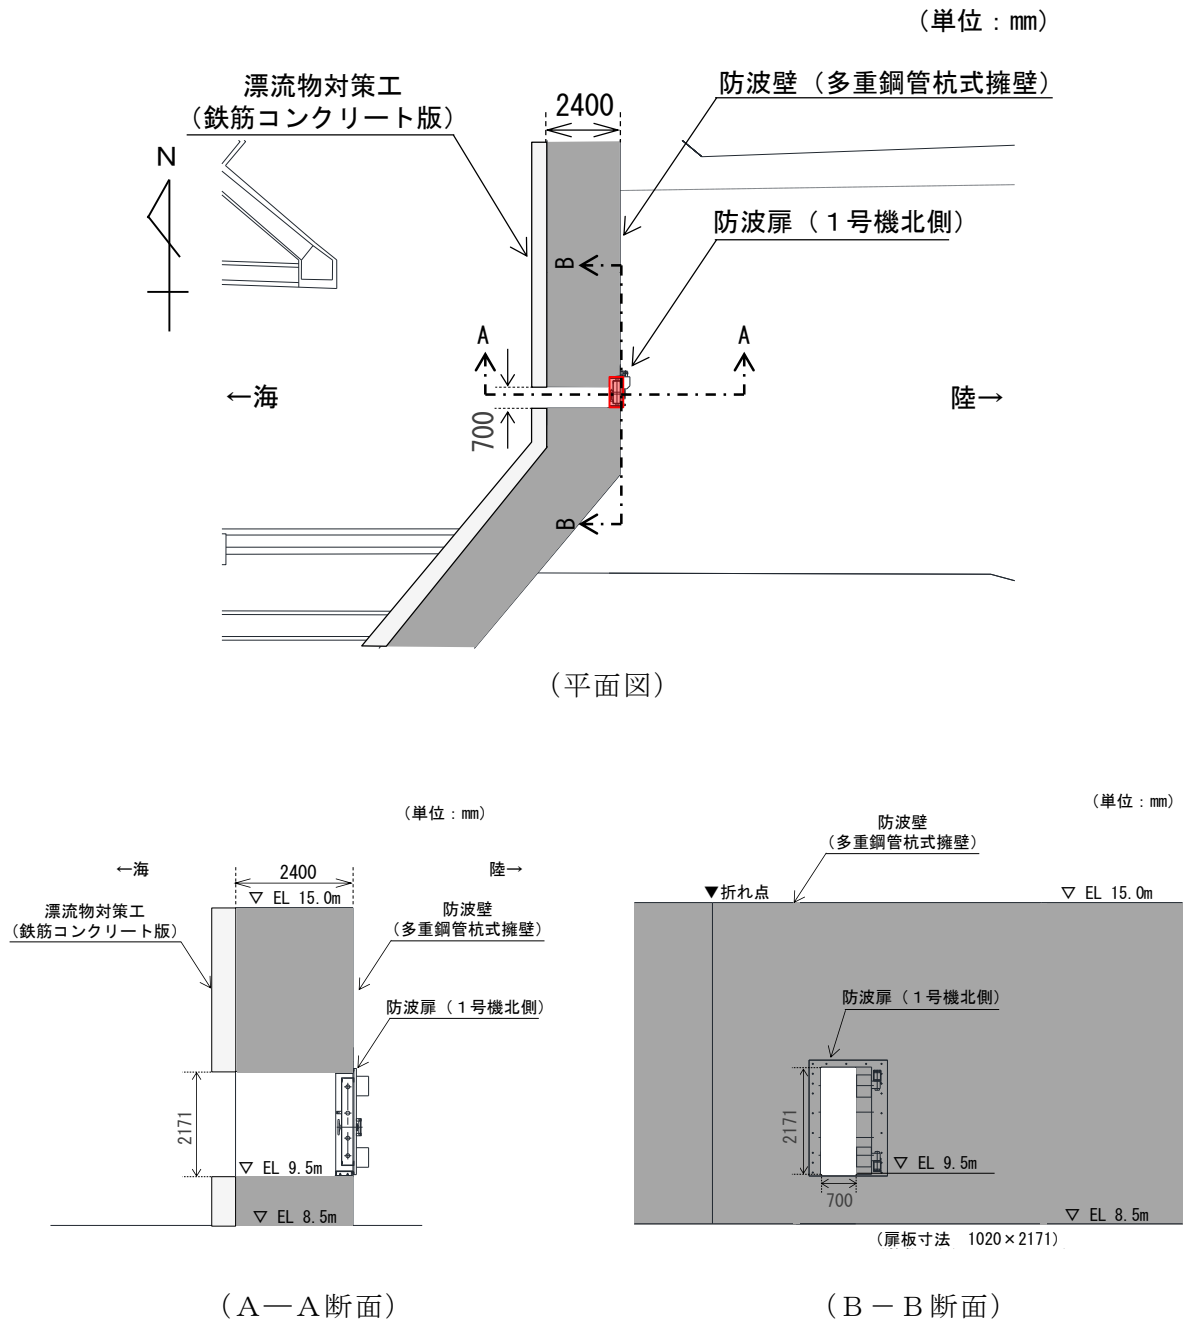 (単位:㎜)
漂流物対策工
(鉄筋コンクリート版)
2400
防波壁(多重鋼管杭式擁壁)
N
防波扉(1号機北側)
B
A
A
←海
陸→
700
B
(平面図)
(単位:㎜)
←海
2400
陸→
▽ EL 15.0m
漂流物対策工
(鉄筋コンクリート版)
防波壁
(多重鋼管杭式擁壁)
防波扉(1号機北側)
2171
▽ EL 9.5m
▽ EL 8.5m
(A―A断面)
(単位:㎜)
防波壁
(多重鋼管杭式擁壁)
▼折れ点
▽ EL 15.0m
防波扉(1号機北側)
2171
▽ EL 9.5m
700
▽ EL 8.5m
(扉板寸法 1020×2171)
(B-B断面)